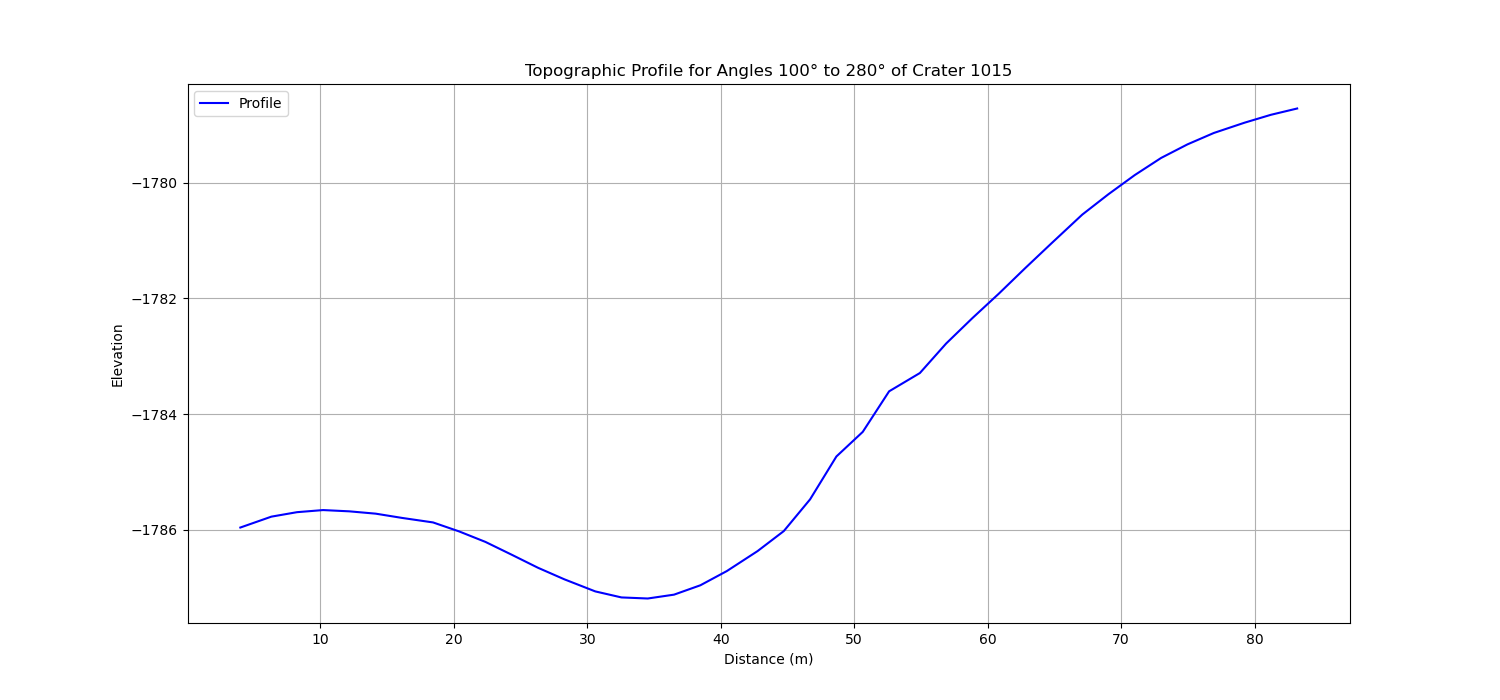 Topographic Profile for Angles 100° to 280° of Crater 1015
Profile
−1780
−1782
−1784
−1786
Elevation
10 20 30 40 50 60 70 80
Distance (m)